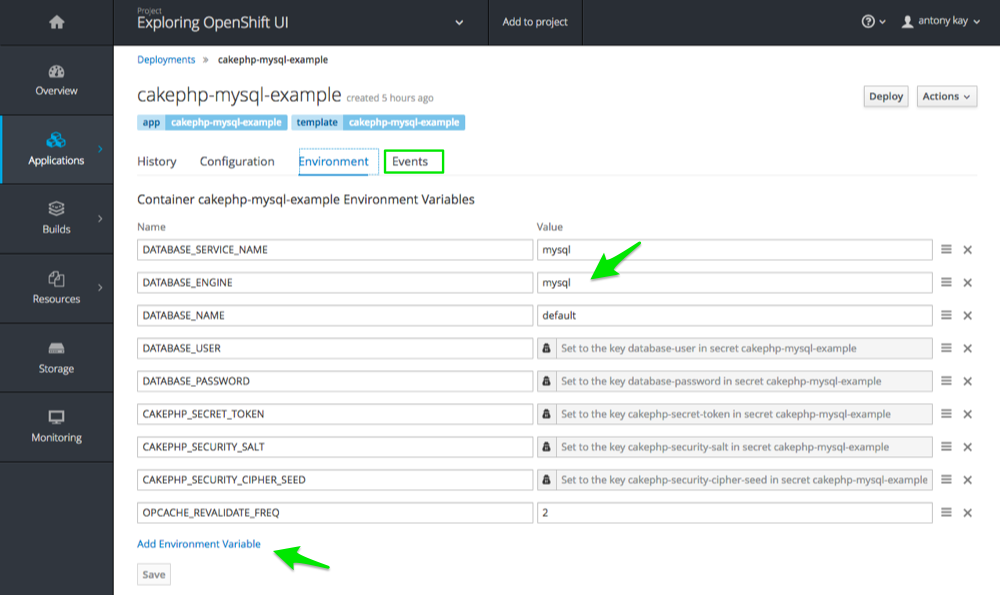 Project
Exploring OpenShift UI
Add to project
antony kay
Overview
Applications
Builds
Resources
Storage
Monitoring
Deployments » cakephp-mysql-example
cakephp-mysql-example created 5 hours ago
Deploy Actions
app cakephp-mysql-example template cakephp-mysql-example
History Configuration Environment Events
Container cakephp-mysql-example Environment Variables
Name Value
DATABASE_SERVICE_NAME mysql
DATABASE_ENGINE mysql
DATABASE_NAME default
DATABASE_USER Set to the key database-user in secret cakephp-mysql-example
DATABASE_PASSWORD Set to the key database-password in secret cakephp-mysql-example
CAKEPHP_SECRET_TOKEN Set to the key cakephp-secret-token in secret cakephp-mysql-example
CAKEPHP_SECURITY_SALT Set to the key cakephp-security-salt in secret cakephp-mysql-example
CAKEPHP_SECURITY_CIPHER_SEED Set to the key cakephp-security-cipher-seed in secret cakephp-mysql-example
OPCACHE_REVALIDATE_FREQ 2
Add Environment Variable
Save